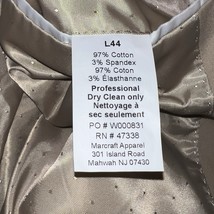 L44
97% Cotton
3% Spandex
97% Coton
3% Élasthanne
Professional
Dry Clean only
Nettoyage à
sec seulement
PO # W000831
RN # 47338
Marcraft Apparel
301 Island Road
Mahwah NJ 07430